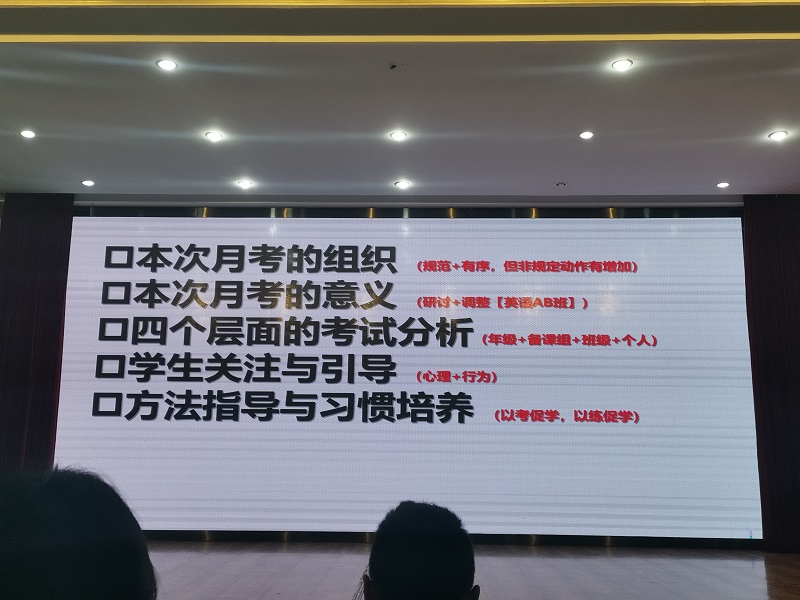 口本次月考的组织 (规范+有序，但非规定动作有增加)
口本次月考的意义 (研讨+调整【英语AB班】)
口四个层面的考试分析 (年级+备课组+班级+个人)
口学生关注与引导 (心理+行为)
口方法指导与习惯培养 (以考促学，以练促学)